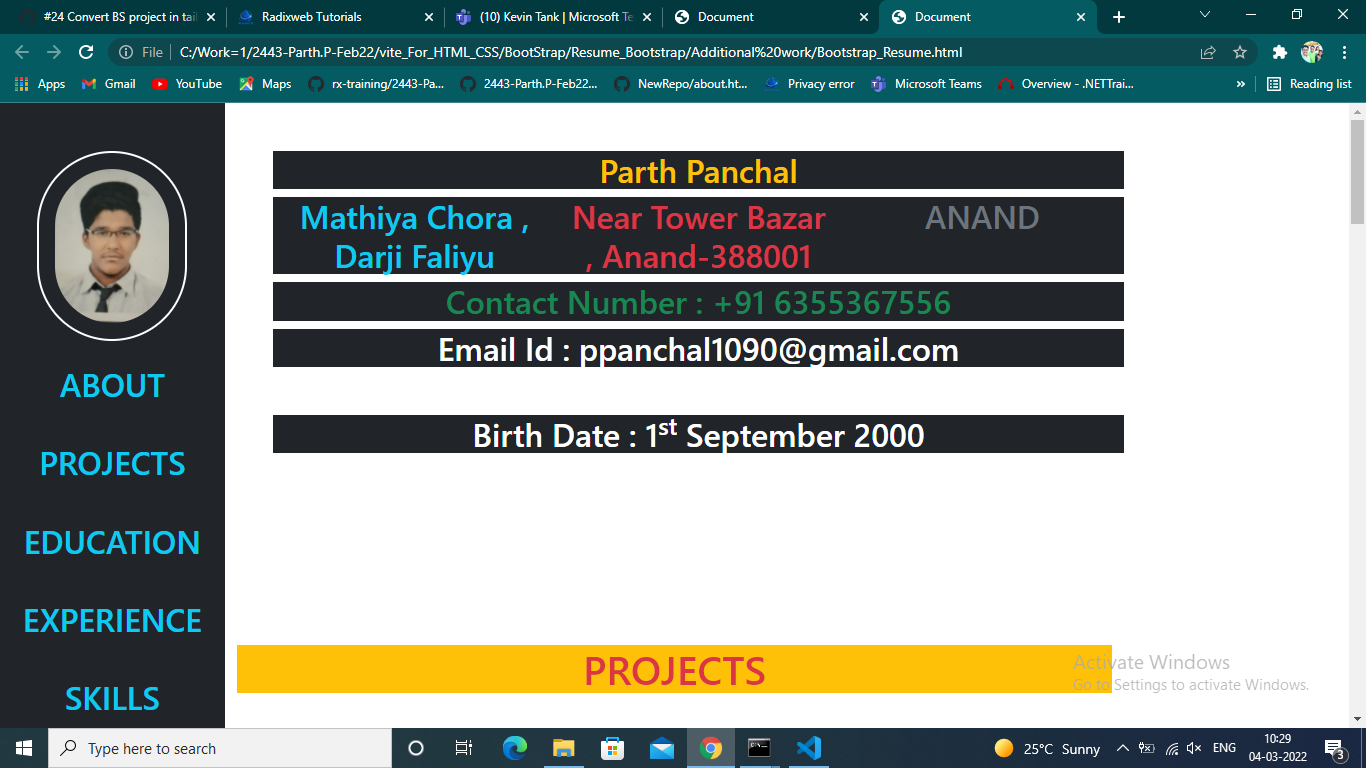 #24 Convert BS project in tail
Radixweb Tutorials
(10) Kevin Tank | Microsoft Te
Document
Document
File
C:/Work=1/2443-Parth.P-Feb22/vite_For_HTML_CSS/BootStrap/Resume_Bootstrap/Additional%20work/Bootstrap_Resume.html
Apps
Gmail
YouTube
Maps
rx-training/2443-Pa...
2443-Parth.P-Feb22...
NewRepo/about.ht...
Privacy error
Microsoft Teams
Overview - .NETTrai...
»
Reading list
ABOUT
PROJECTS
EDUCATION
EXPERIENCE
SKILLS
Parth Panchal
Mathiya Chora ,
Darji Faliyu
Near Tower Bazar
, Anand-388001
ANAND
Contact Number : +91 6355367556
Email Id : ppanchal1090@gmail.com
Birth Date : 1st September 2000
PROJECTS
Activate Windows
Go to Settings to activate Windows.
Type here to search
25°C Sunny
ENG
10:29
04-03-2022
3